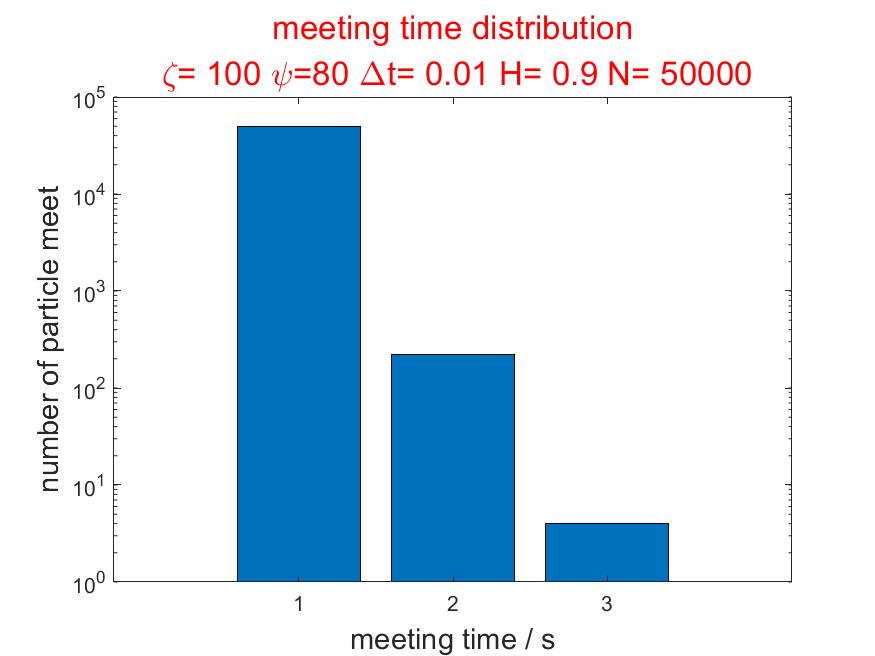 meeting time distribution
ζ= 100 ψ=80 Δt= 0.01 H= 0.9 N= 50000
10^5
10^4
10^3
10^2
10^1
10^0
number of particle meet
1 2 3
meeting time / s